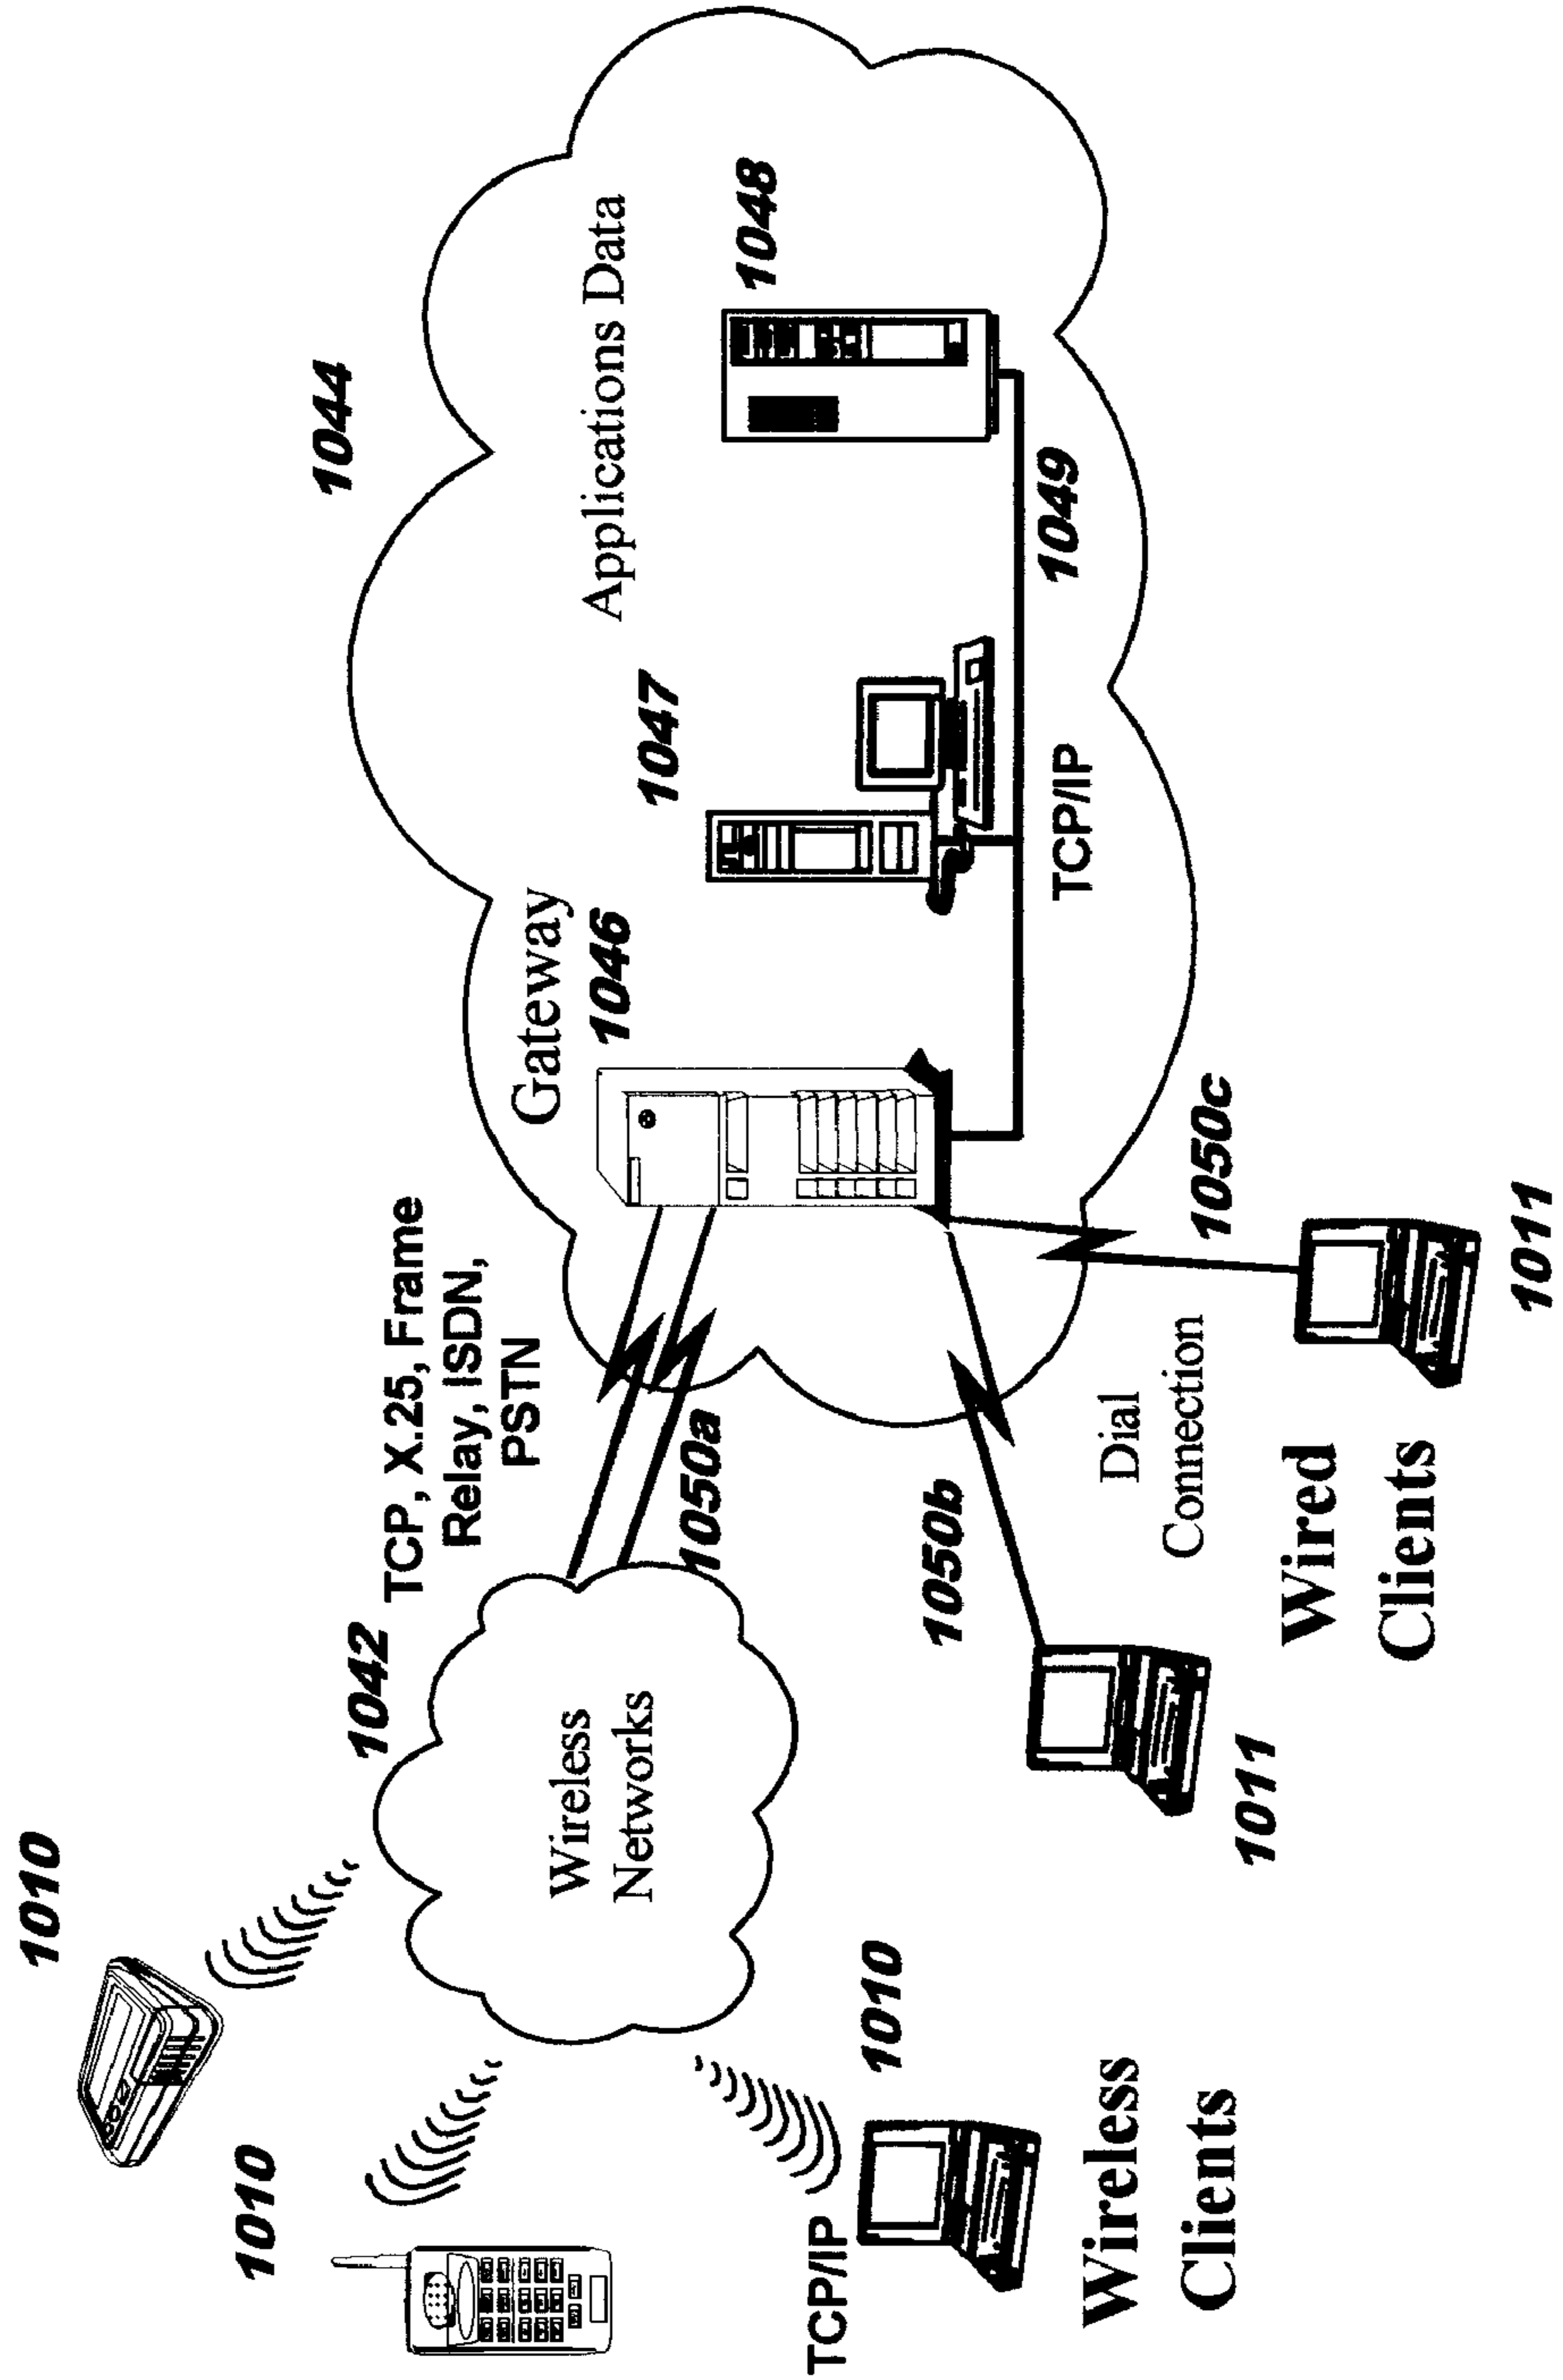 1010
1010
1042
TCP, X.25, Frame
Relay, ISDN,
PSTN
1044
Wireless
Networks
1050a
Gateway
1046
1047
Applications Data
1048
TCP/IP
1049
TCP/IP
1010
Wireless
Clients
1050b
1011
Dial
Connection
1050c
Wired
Clients
1011